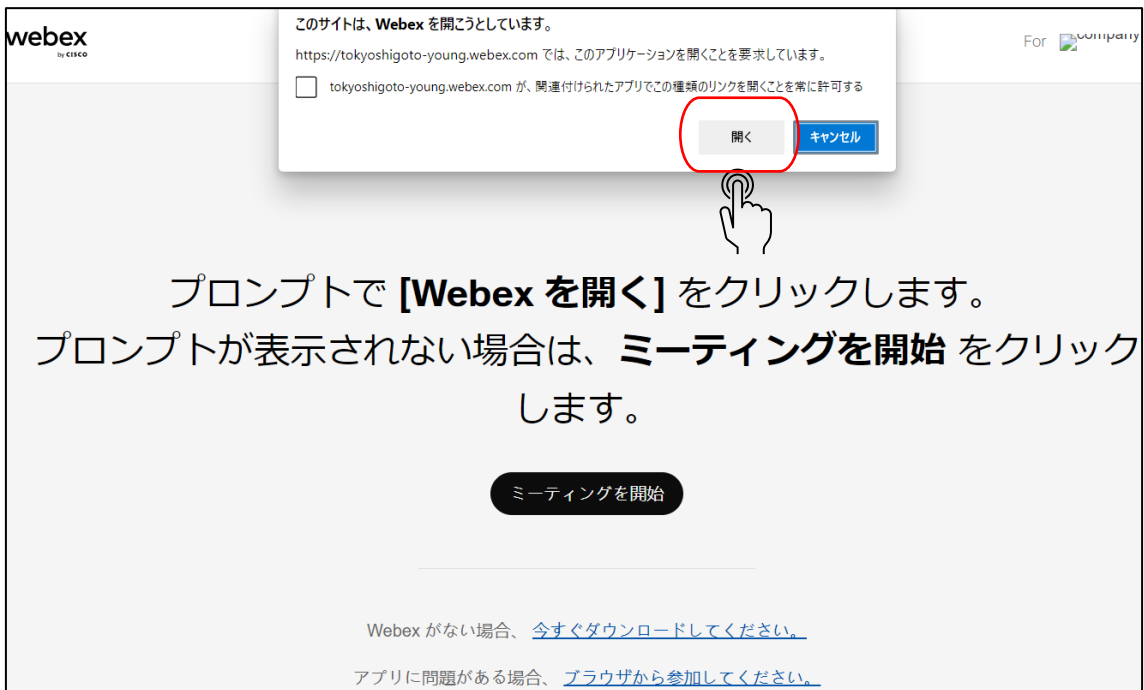 このサイトは、Webex を開こうとしています。
webex
by CISCO
https://tokyoshigoto-young.webex.com では、このアプリケーションを開くことを要求しています。
For company
tokyoshigoto-young.webex.com が、関連付けられたアプリでこの種類のリンクを開くことを常に許可する
開く キャンセル
プロンプトで [Webex を開く] をクリックします。
プロンプトが表示されない場合は、ミーティングを開始 をクリック
します。
ミーティングを開始
Webex がない場合、 今すぐダウンロードしてください。
アプリに問題がある場合、 ブラウザから参加してください。